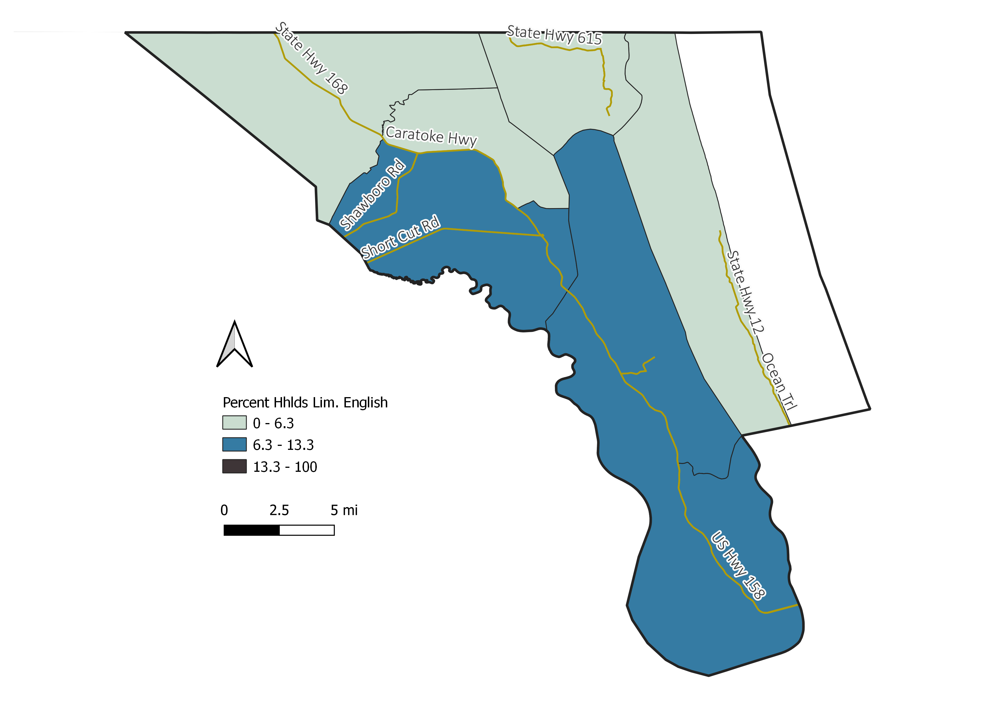 State Hwy 168
State Hwy 615
Caratoke Hwy
Shawboro Rd
Short Cut Rd
State Hwy 12
Ocean Trl
US Hwy 158
Percent Hhlds Lim. English
0 - 6.3
6.3 - 13.3
13.3 - 100
0 2.5 5 mi